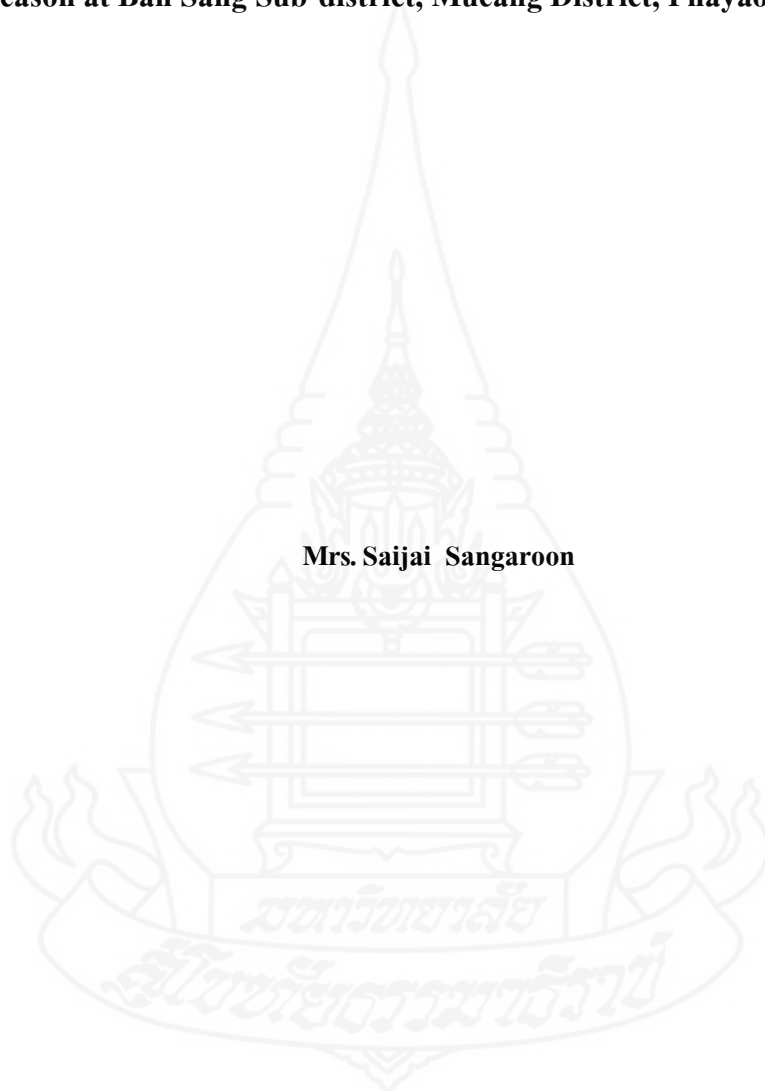 at Ban Sang Sub-district, Mueang District, Phayao
Mrs. Saijai Sangaroon
มหาวิทยาลัย
สุโขทัยธรรมาธิราช